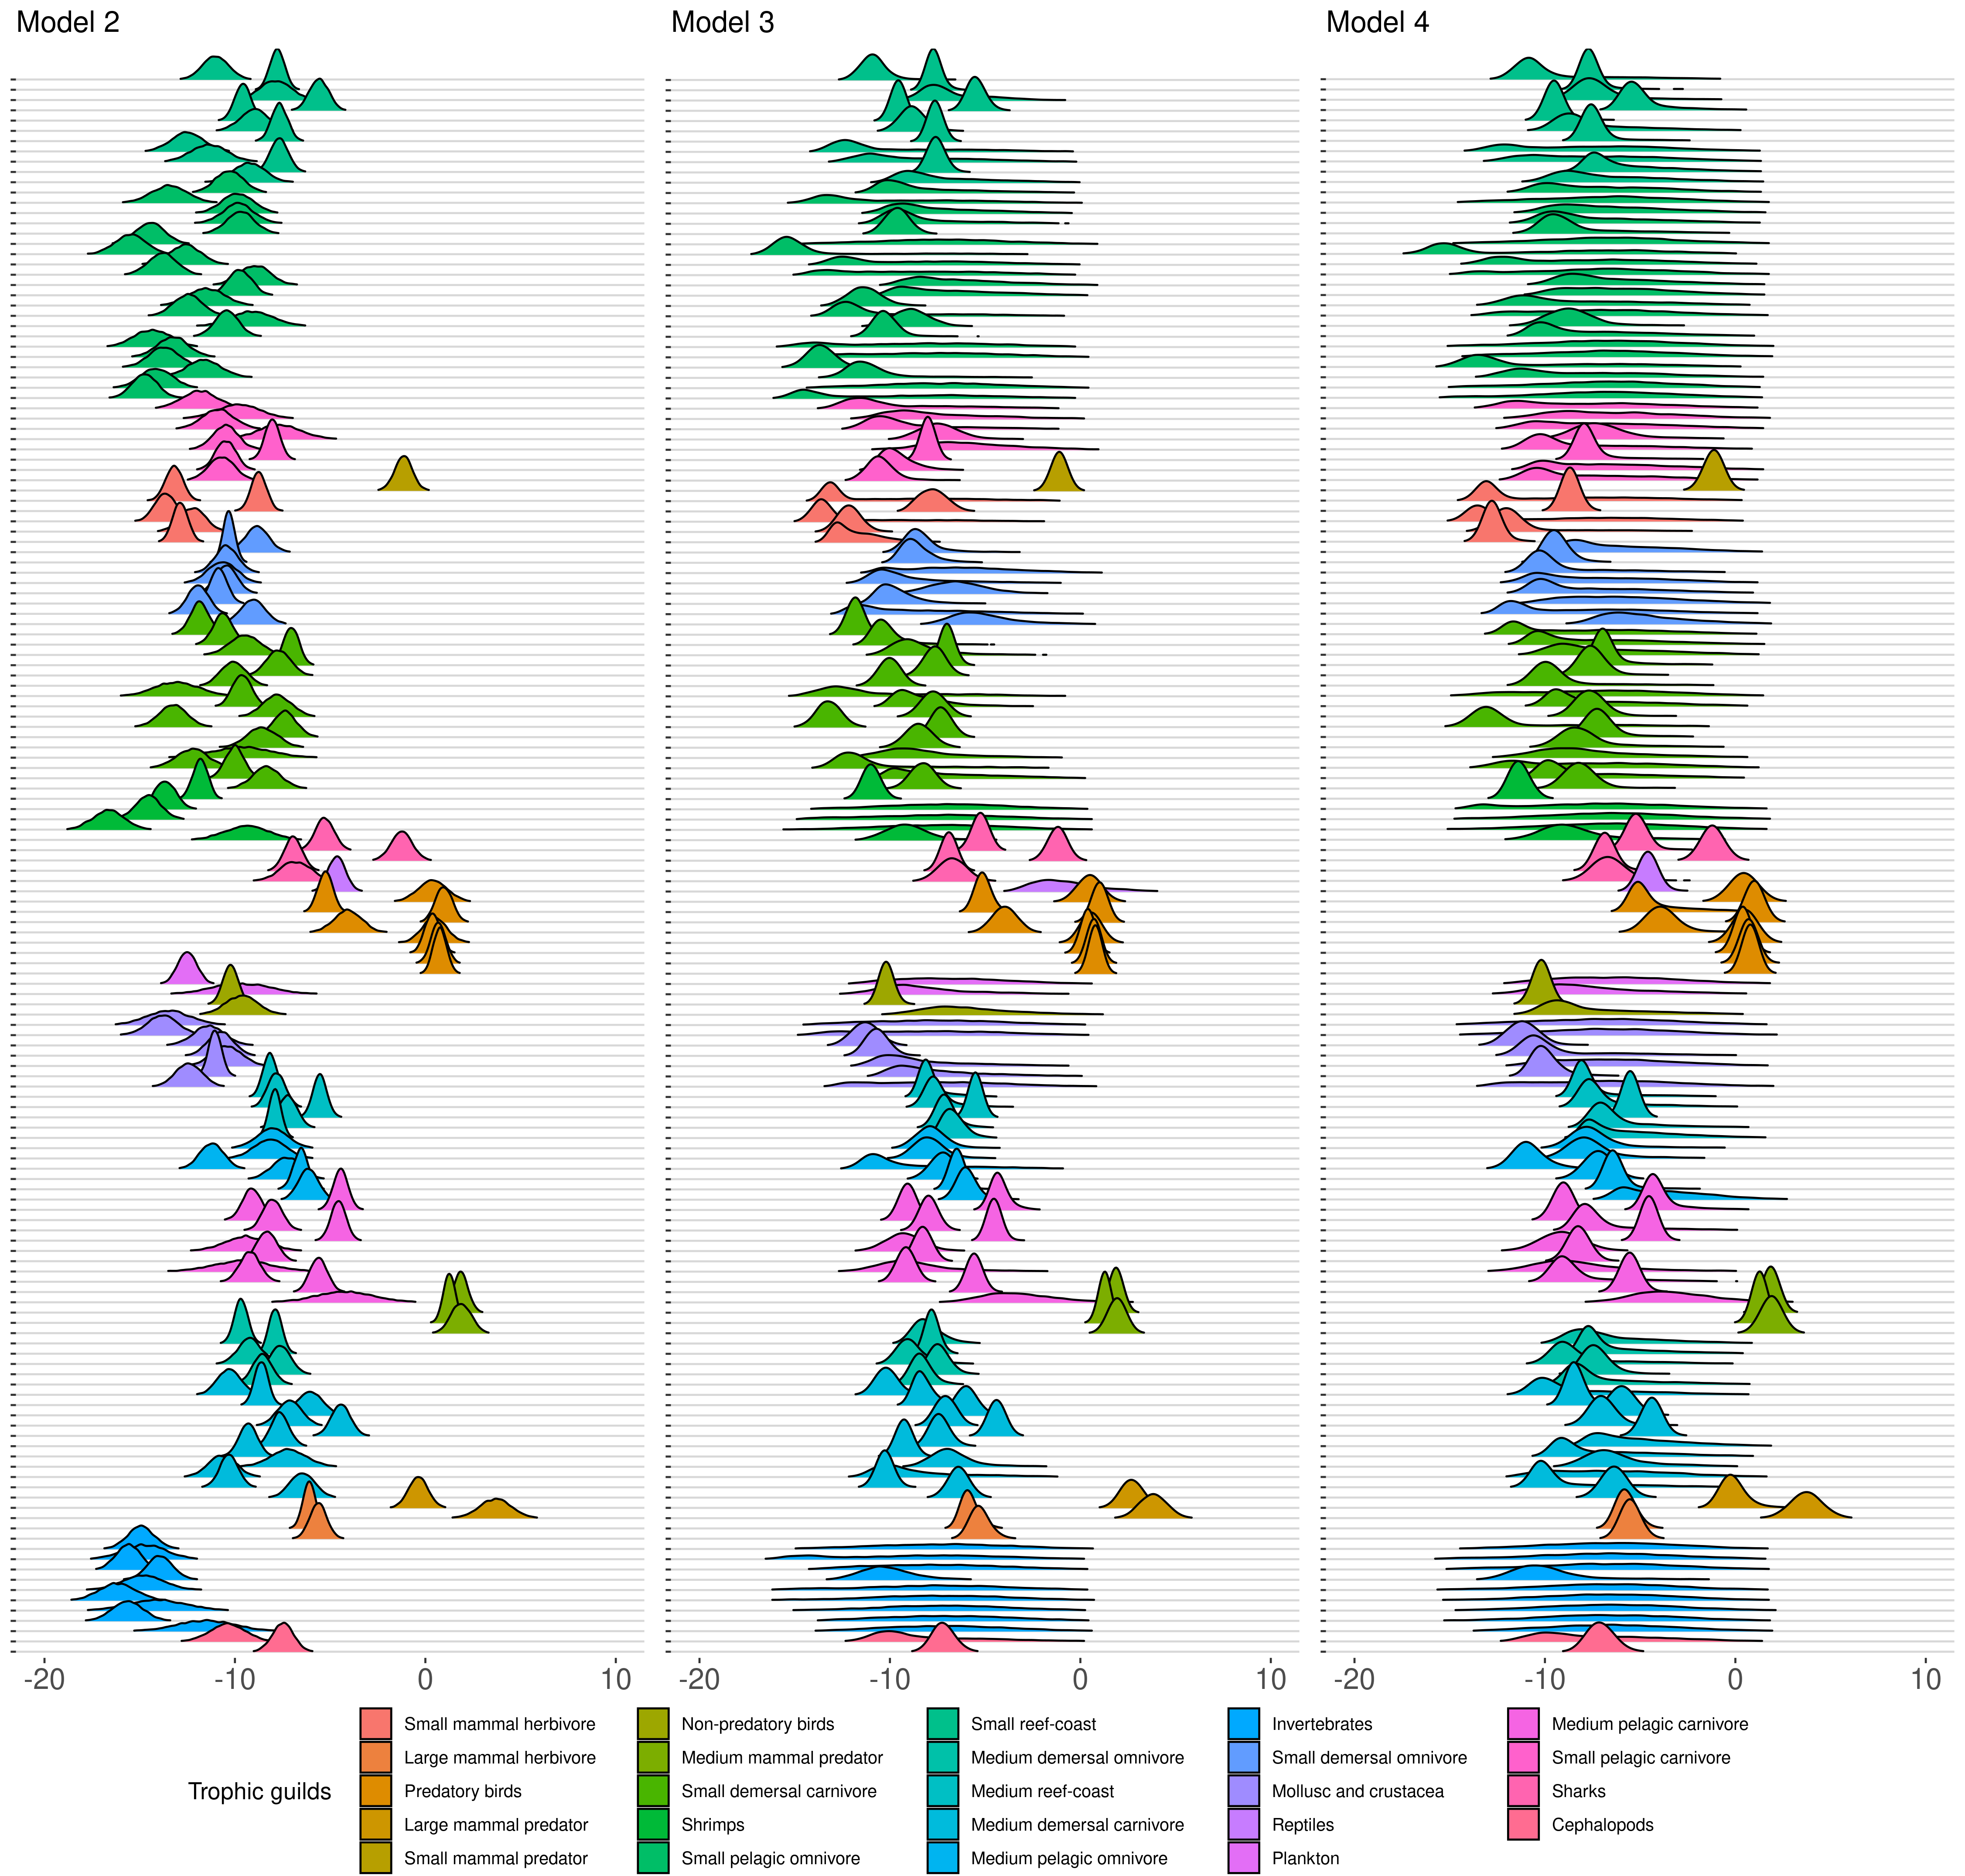 Model 2 Model 3 Model 4
-20 -10 0 10 -20 -10 0 10 -20 -10 0 10
Trophic guilds
Small mammal herbivore
Large mammal herbivore
Predatory birds
Large mammal predator
Small mammal predator
Non-predatory birds
Medium mammal predator
Small demersal carnivore
Shrimps
Small pelagic omnivore
Small reef-coast
Medium demersal omnivore
Medium reef-coast
Medium demersal carnivore
Medium pelagic omnivore
Invertebrates
Small demersal omnivore
Mollusc and crustacea
Reptiles
Plankton
Medium pelagic carnivore
Small pelagic carnivore
Sharks
Cephalopods